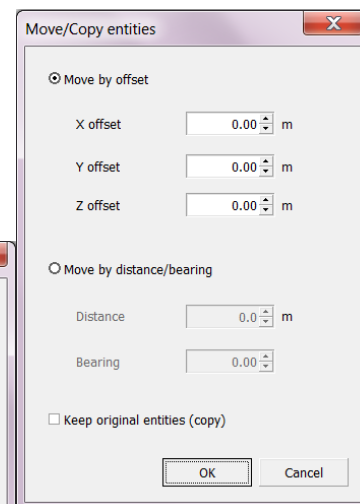 Move/Copy entities
Move by offset
X offset 0.00 m
Y offset 0.00 m
Z offset 0.00 m
Move by distance/bearing
Distance 0.0 m
Bearing 0.00
Keep original entities (copy)
OK Cancel